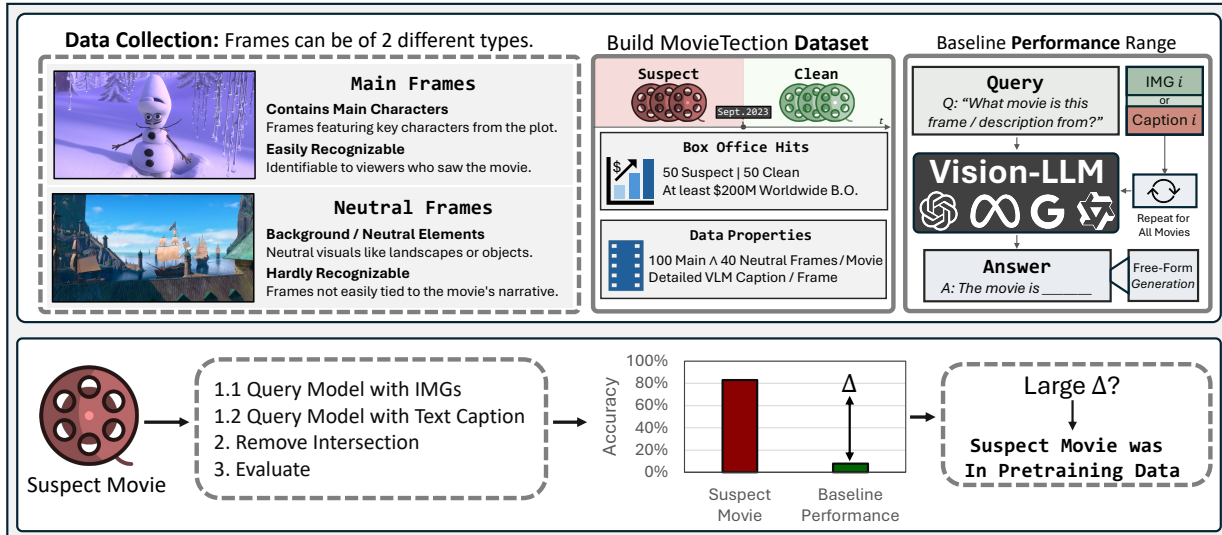 Data Collection: Frames can be of 2 different types.
Main Frames
Contains Main Characters
Frames featuring key characters from the plot.
Easily Recognizable
Identifiable to viewers who saw the movie.
Neutral Frames
Background / Neutral Elements
Neutral visuals like landscapes or objects.
Hardly Recognizable
Frames not easily tied to the movie's narrative.
Build MovieTection Dataset
Suspect
Clean
Sept.2023
t
Box Office Hits
$
50 Suspect | 50 Clean
At least $200M Worldwide B.O.
Data Properties
100 Main ∧ 40 Neutral Frames/Movie
Detailed VLM Caption / Frame
Baseline Performance Range
Query
Q: “What movie is this
frame / description from?”
IMG i
or
Caption i
Vision-LLM
Repeat for
All Movies
Answer
A: The movie is _______
Free-Form
Generation
Suspect Movie
1.1 Query Model with IMGs
1.2 Query Model with Text Caption
2. Remove Intersection
3. Evaluate
Accuracy
100%
80%
60%
40%
20%
0%
Δ
Suspect
Movie
Baseline
Performance
Large Δ?
Suspect Movie was
In Pretraining Data